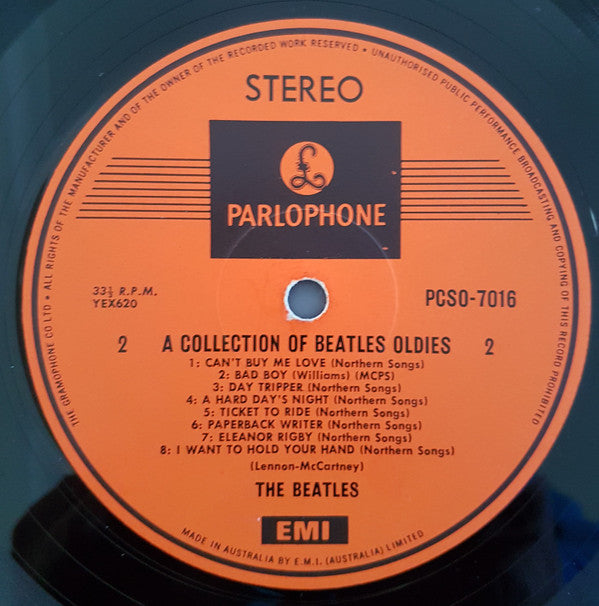 THE GRAMOPHONE CO LTD • ALL RIGHTS OF THE MANUFACTURER AND OF THE OWNER OF THE RECORDED WORK RESERVED • UNAUTHORISED PUBLIC PERFORMANCE BROADCASTING AND COPYING OF THIS RECORD PROHIBITED
STEREO
£
PARLOPHONE
33⅓ R.P.M.
YEX620
PCSO-7016
2 A COLLECTION OF BEATLES OLDIES 2
1: CAN'T BUY ME LOVE (Northern Songs)
2: BAD BOY (Williams) (MCPS)
3: DAY TRIPPER (Northern Songs)
4: A HARD DAY'S NIGHT (Northern Songs)
5: TICKET TO RIDE (Northern Songs)
6: PAPERBACK WRITER (Northern Songs)
7: ELEANOR RIGBY (Northern Songs)
8: I WANT TO HOLD YOUR HAND (Northern Songs)
(Lennon-McCartney)
THE BEATLES
EMI
MADE IN AUSTRALIA BY E.M.I. (AUSTRALIA) LIMITED